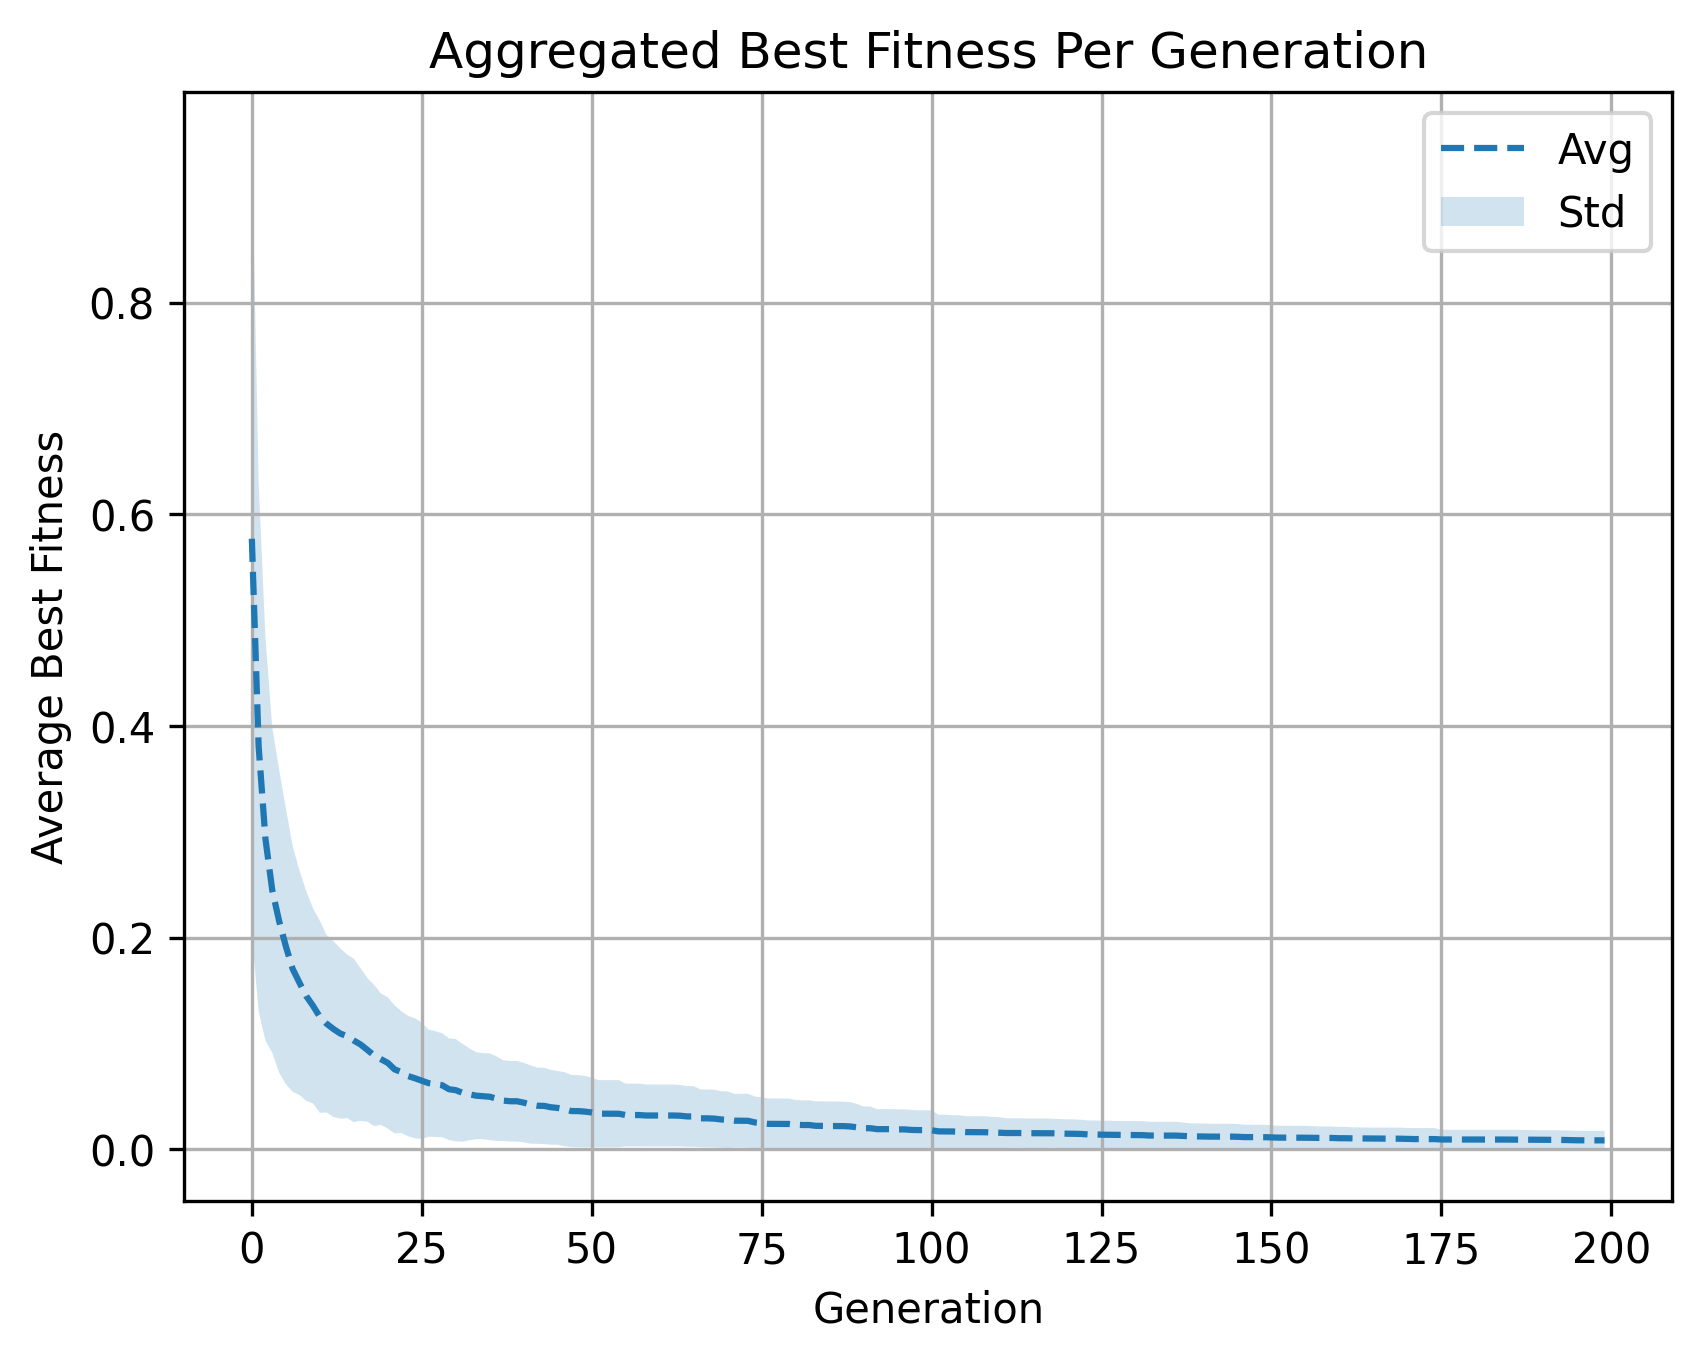 Aggregated Best Fitness Per Generation
Avg
Std
Average Best Fitness
0.8
0.6
0.4
0.2
0.0
0 25 50 75 100 125 150 175 200
Generation